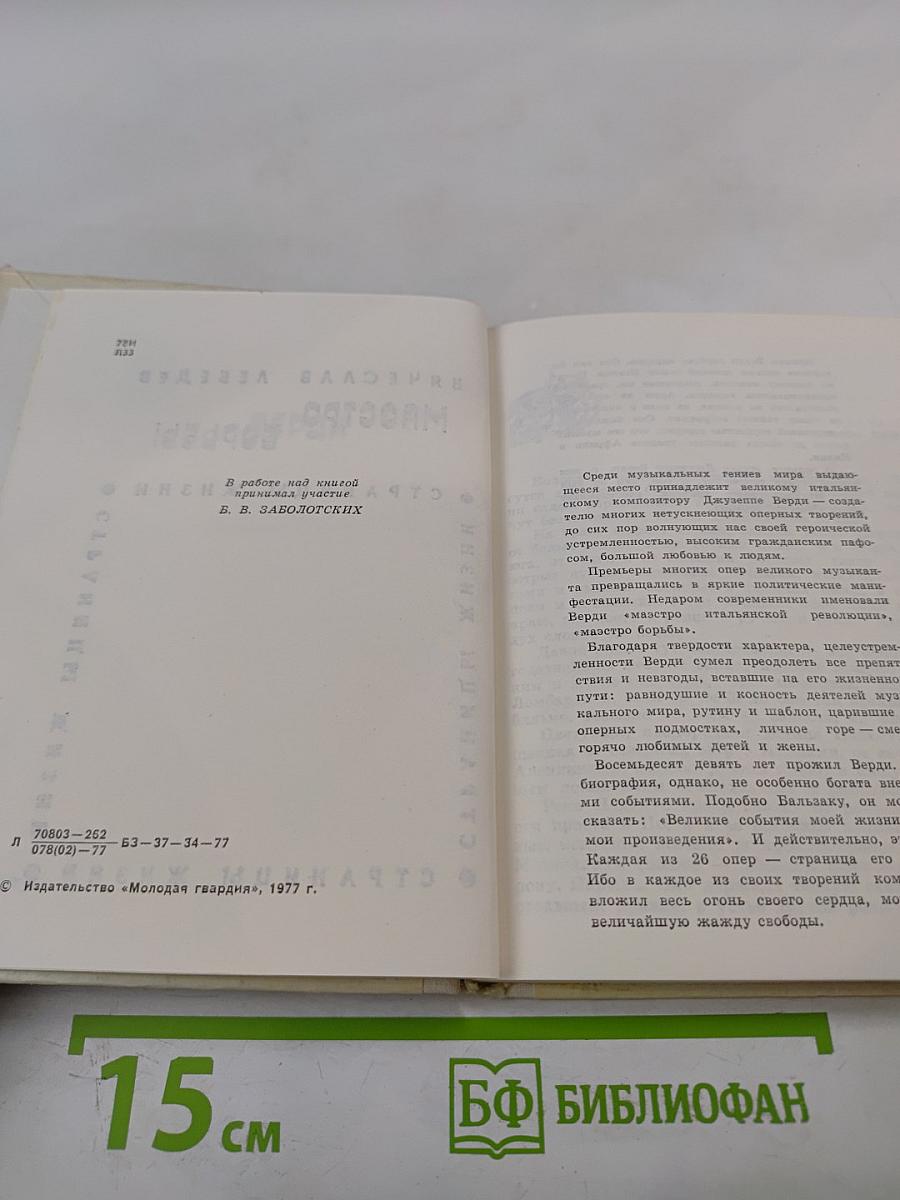 78И
Л33
В работе над книгой
принимал участие
Б. В. ЗАБОЛОТСКИХ
Л 70803—262
078(02)—77 БЗ—37—34—77
© Издательство «Молодая гвардия», 1977 г.
Среди музыкальных гениев мира выдаю-
щееся место принадлежит великому итальян-
скому композитору Джузеппе Верди — созда-
телю многих нетускнеющих оперных творений,
до сих пор волнующих нас своей героической
устремленностью, высоким гражданским пафо-
сом, большой любовью к людям.
Премьеры многих опер великого музыкан-
та превращались в яркие политические мани-
фестации. Недаром современники именовали
Верди «маэстро итальянской революции»,
«маэстро борьбы».
Благодаря твердости характера, целеустрем-
ленности Верди сумел преодолеть все препят
ствия и невзгоды, вставшие на его жизненно
пути: равнодушие и косность деятелей муз
кального мира, рутину и шаблон, царившие
оперных подмостках, личное горе — сме
горячо любимых детей и жены.
Восемьдесят девять лет прожил Верди.
биография, однако, не особенно богата вне
ми событиями. Подобно Бальзаку, он мо
сказать: «Великие события моей жизни
мои произведения». И действительно, э
Каждая из 26 опер — страница его
Ибо в каждое из своих творений ком
вложил весь огонь своего сердца, мо
величайшую жажду свободы.
15 см
БФ БИБЛИОФАН